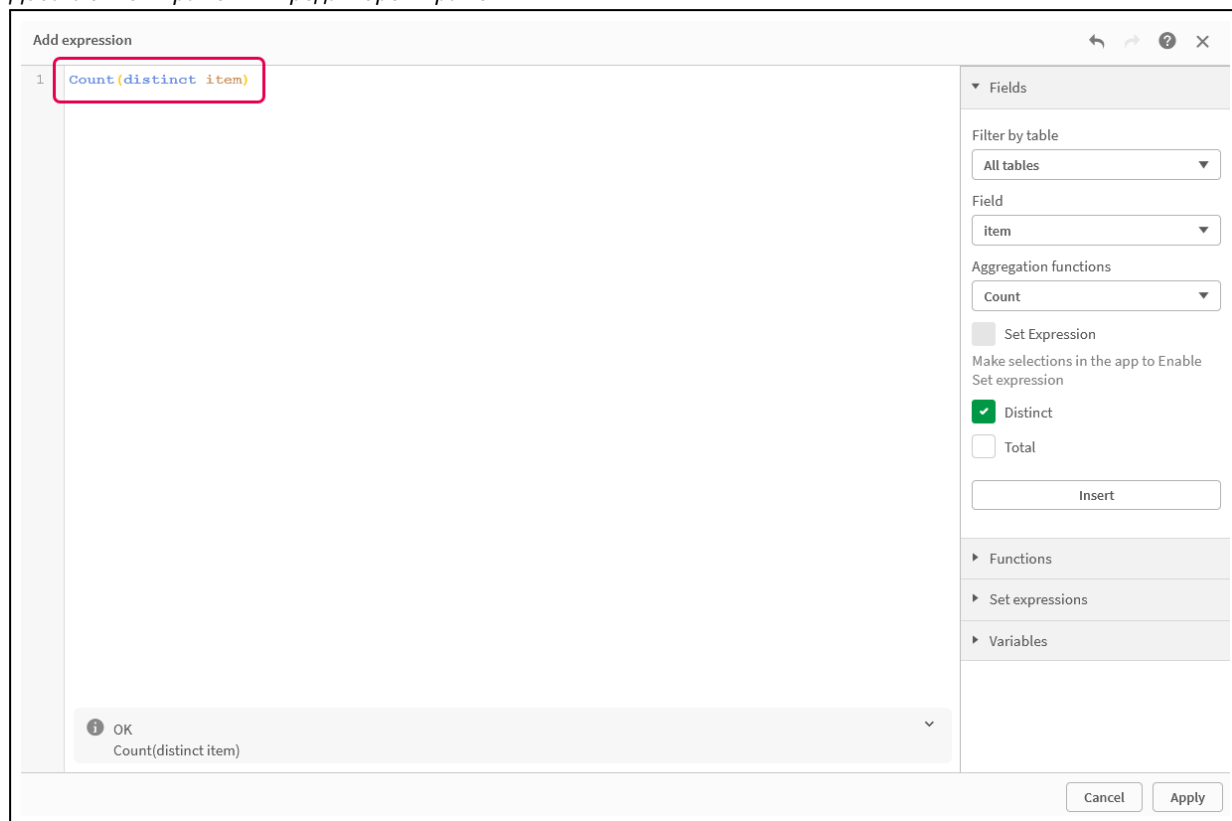 Add expression
1 Count(distinct item)
Fields
Filter by table
All tables
Field
item
Aggregation functions
Count
Set Expression
Make selections in the app to Enable
Set expression
Distinct
Total
Insert
Functions
Set expressions
Variables
OK
Count(distinct item)
Cancel
Apply